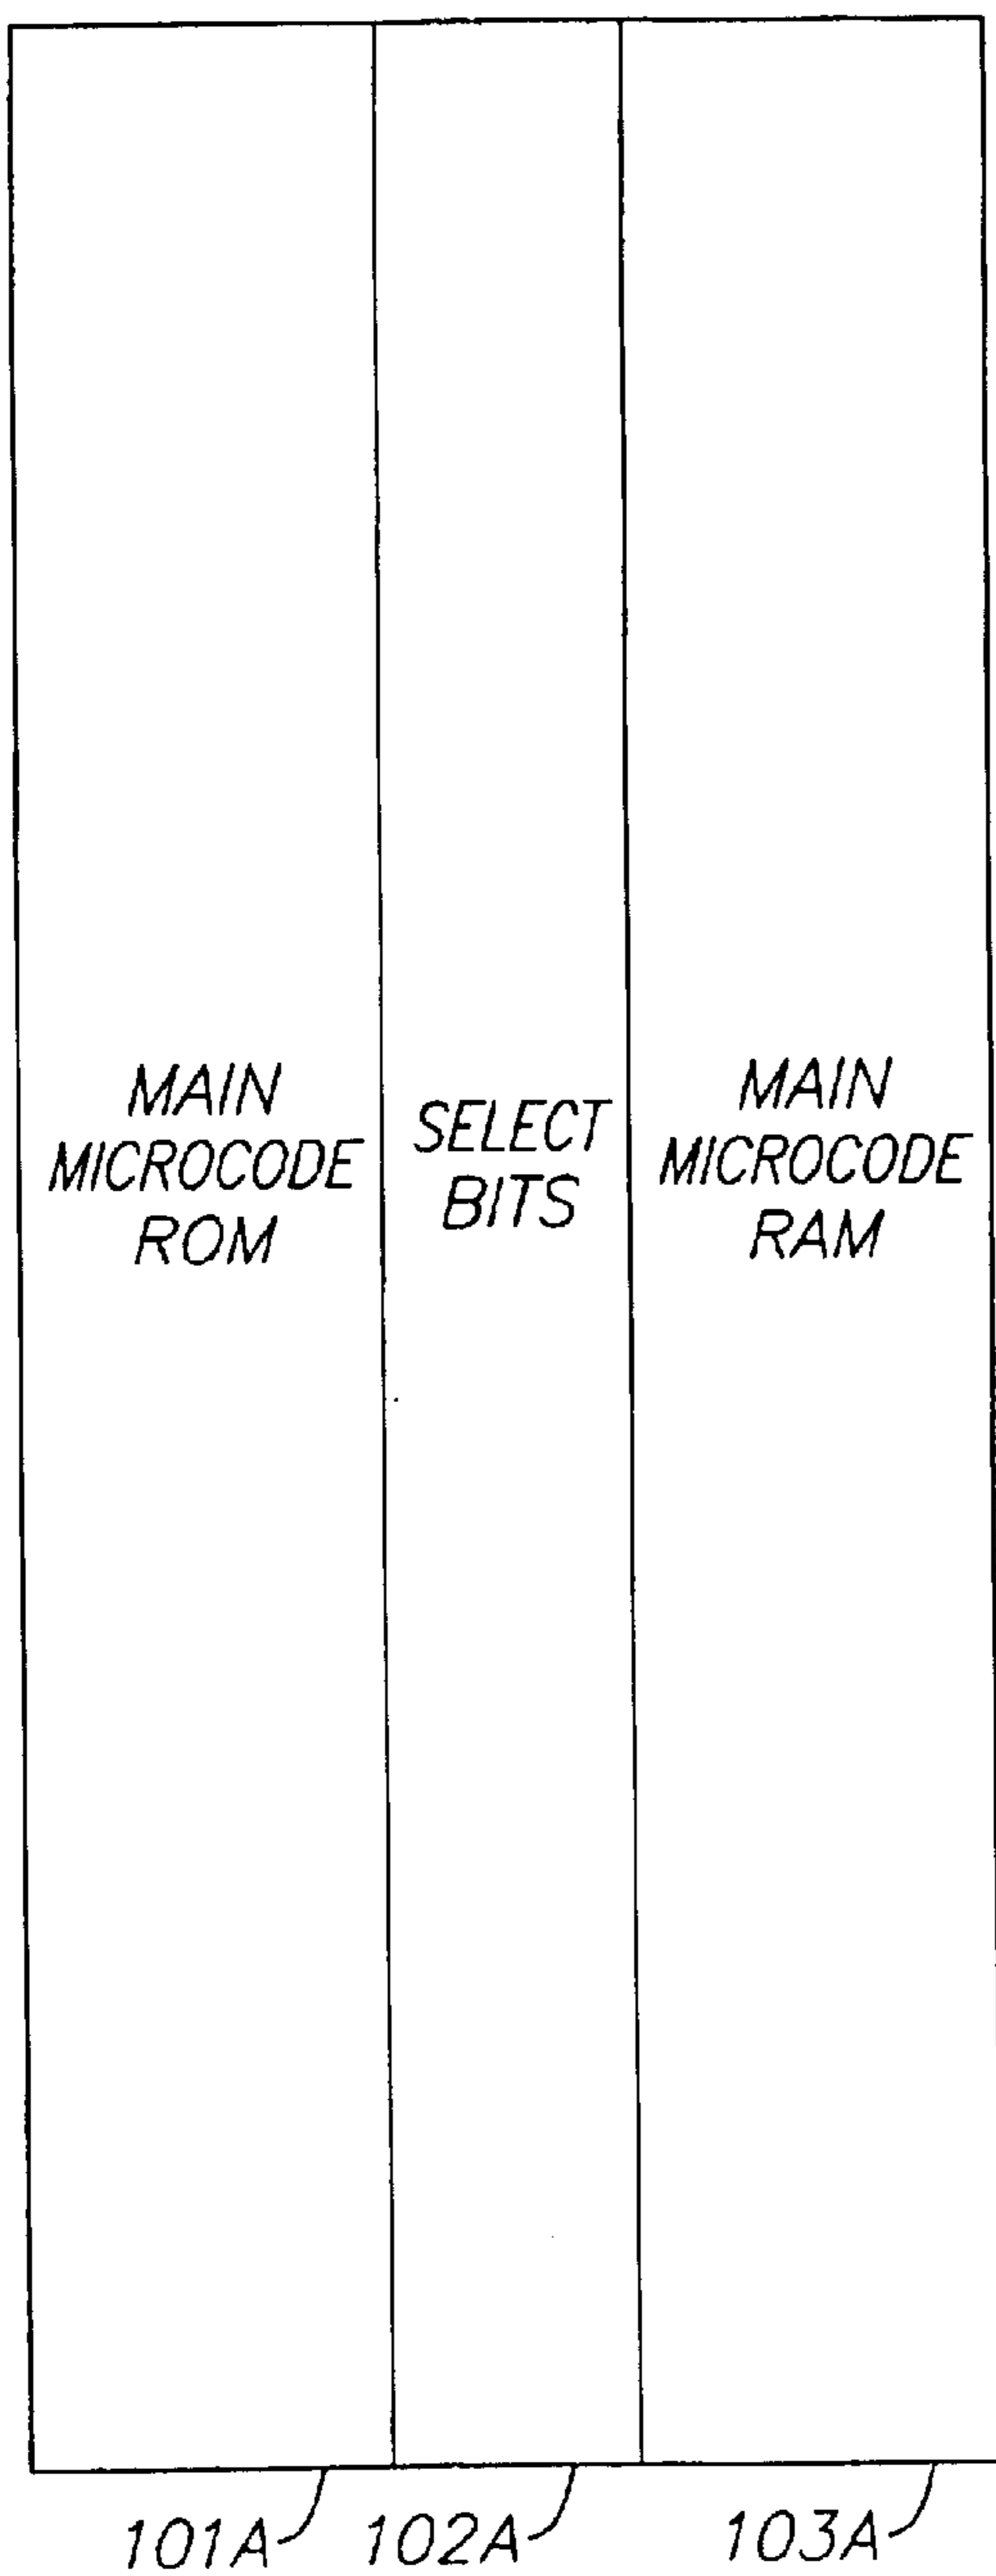 MAIN
MICROCODE
ROM
SELECT
BITS
MAIN
MICROCODE
RAM
101A
102A
103A